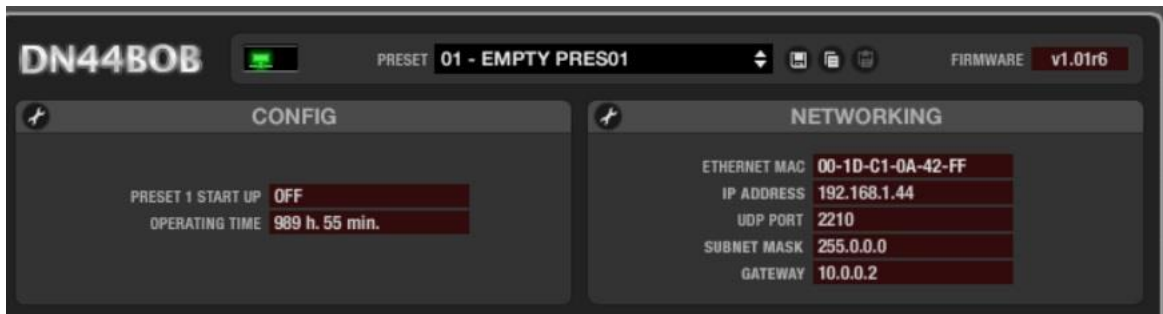 DN44BOB PRESET 01 - EMPTY PRES01 FIRMWARE v1.01r6
CONFIG
PRESET 1 START UP OFF
OPERATING TIME 989 h. 55 min.
NETWORKING
ETHERNET MAC 00-1D-C1-0A-42-FF
IP ADDRESS 192.168.1.44
UDP PORT 2210
SUBNET MASK 255.0.0.0
GATEWAY 10.0.0.2